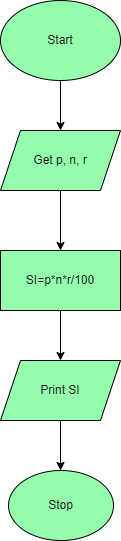 Start
Get p, n, r
SI=p*n*r/100
Print SI
Stop